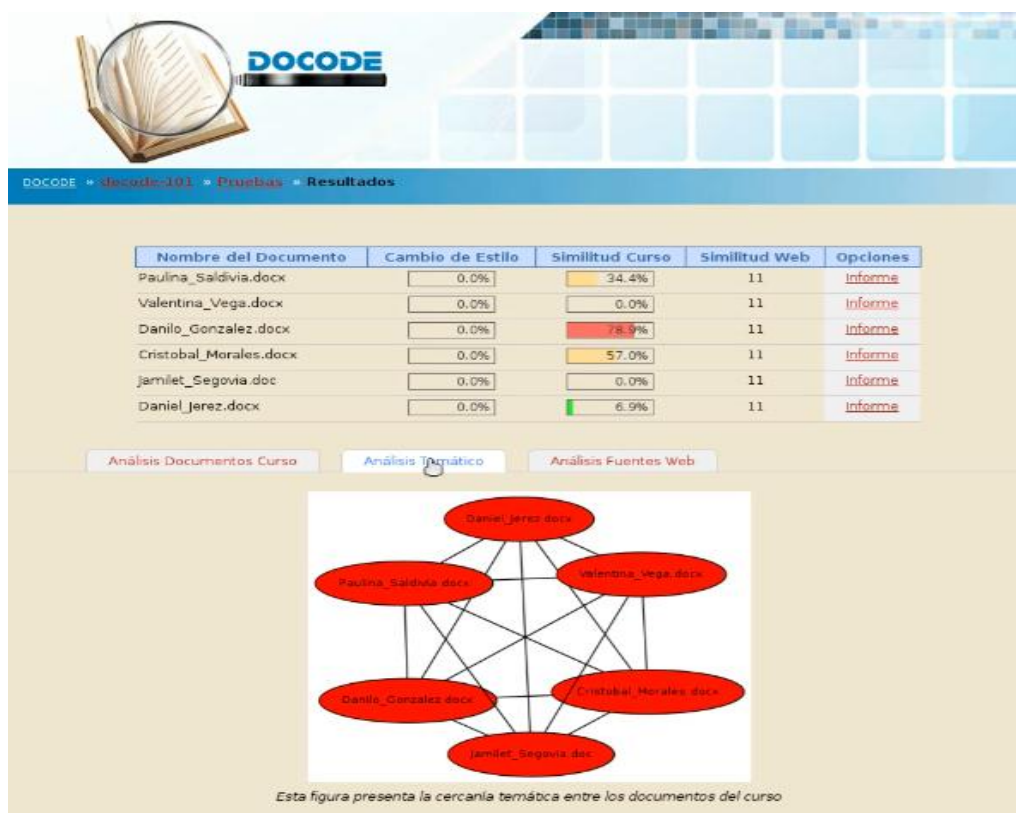 DOCODE
DOCODE » docode-101 » Pruebas » Resultados
Nombre del Documento Cambio de Estilo Similitud Curso Similitud Web Opciones
Paulina_Saldivia.docx 0.0% 34.4% 11 Informe
Valentina_Vega.docx 0.0% 0.0% 11 Informe
Danilo_Gonzalez.docx 0.0% 78.9% 11 Informe
Cristobal_Morales.docx 0.0% 57.0% 11 Informe
Jamilet_Segovia.doc 0.0% 0.0% 11 Informe
Daniel_Jerez.docx 0.0% 6.9% 11 Informe
Análisis Documentos Curso Análisis Temático Análisis Fuentes Web
Daniel_Jerez.docx
Valentina_Vega.docx
Paulina_Saldivia.docx
Cristobal_Morales.docx
Danilo_Gonzalez.docx
Jamilet_Segovia.doc
Esta figura presenta la cercanía temática entre los documentos del curso